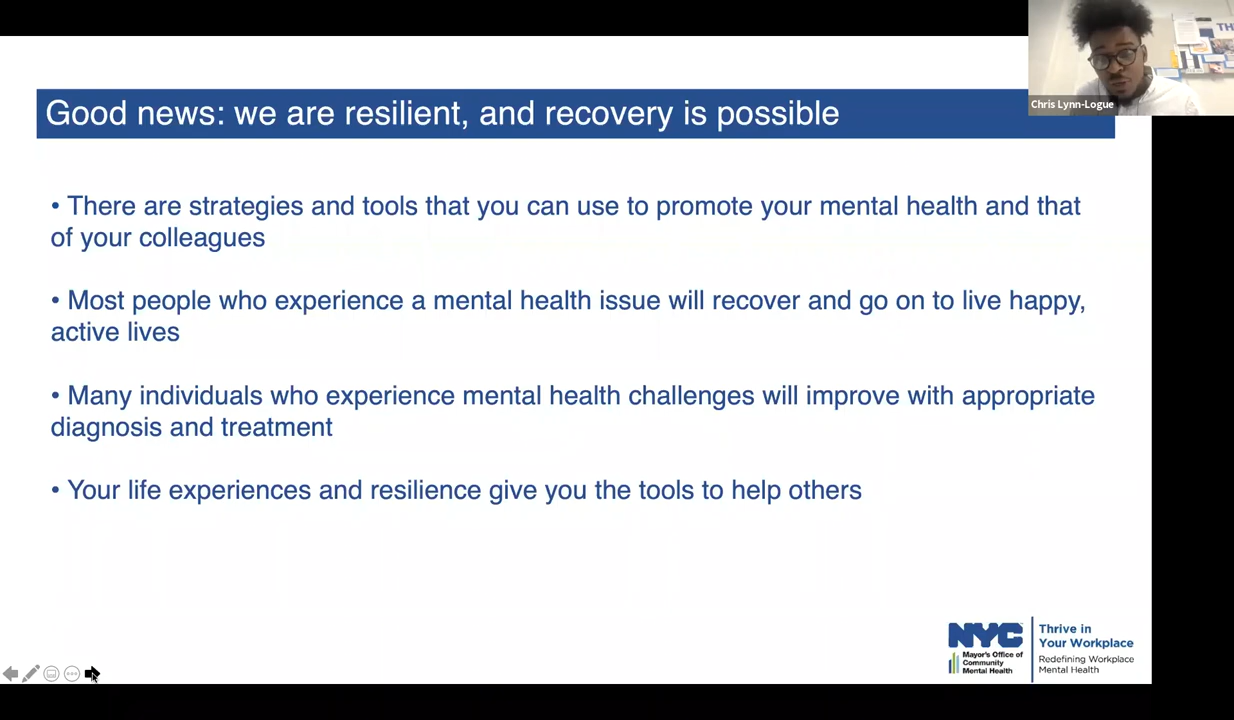 TH
Chris Lynn-Logue
Good news: we are resilient, and recovery is possible
• There are strategies and tools that you can use to promote your mental health and that
of your colleagues
• Most people who experience a mental health issue will recover and go on to live happy,
active lives
• Many individuals who experience mental health challenges will improve with appropriate
diagnosis and treatment
• Your life experiences and resilience give you the tools to help others
NYC
Mayor's Office of
Community
Mental Health
Thrive in
Your Workplace
Redefining Workplace
Mental Health